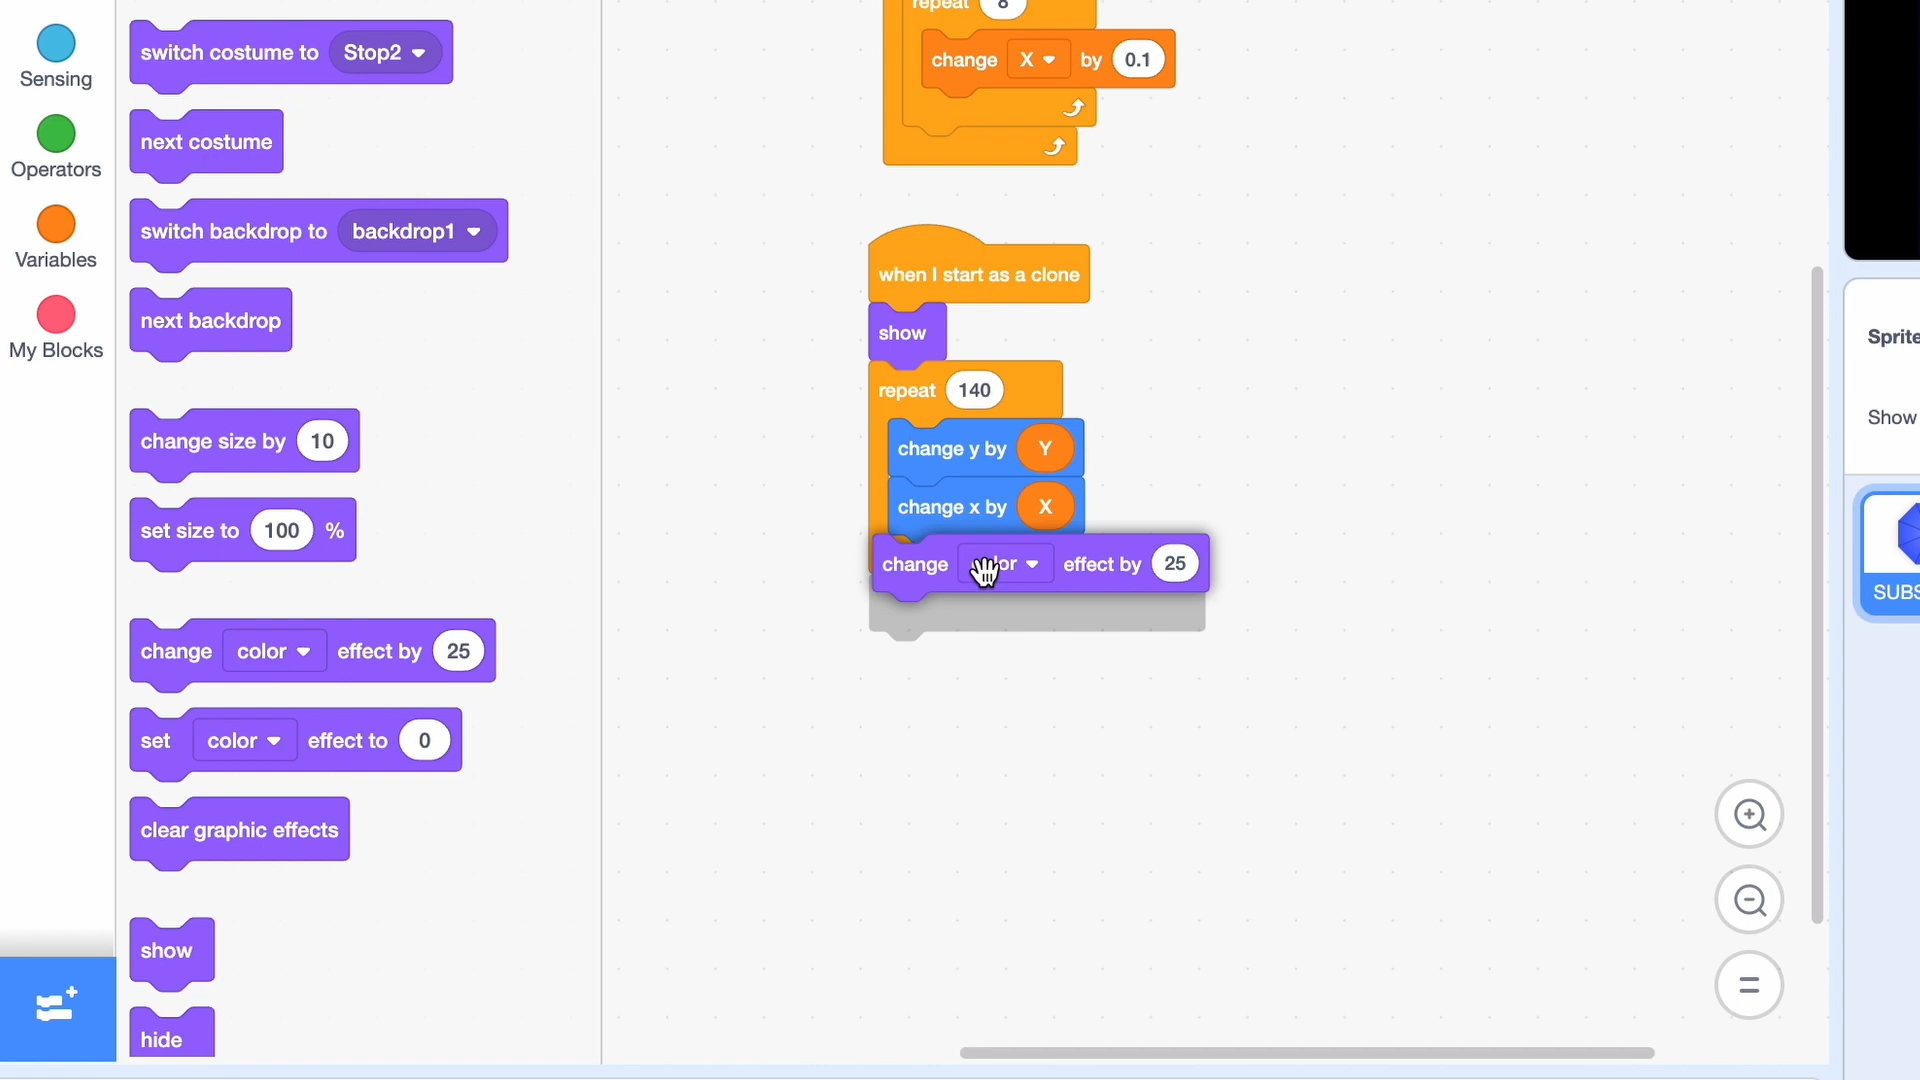 Sensing
Operators
Variables
My Blocks
switch costume to Stop2
next costume
switch backdrop to backdrop1
next backdrop
change size by 10
set size to 100 %
change color effect by 25
set color effect to 0
clear graphic effects
show
hide
repeat 8
change X by 0.1
when I start as a clone
show
repeat 140
change y by Y
change x by X
change or effect by 25
Sprite
Show
SUBS